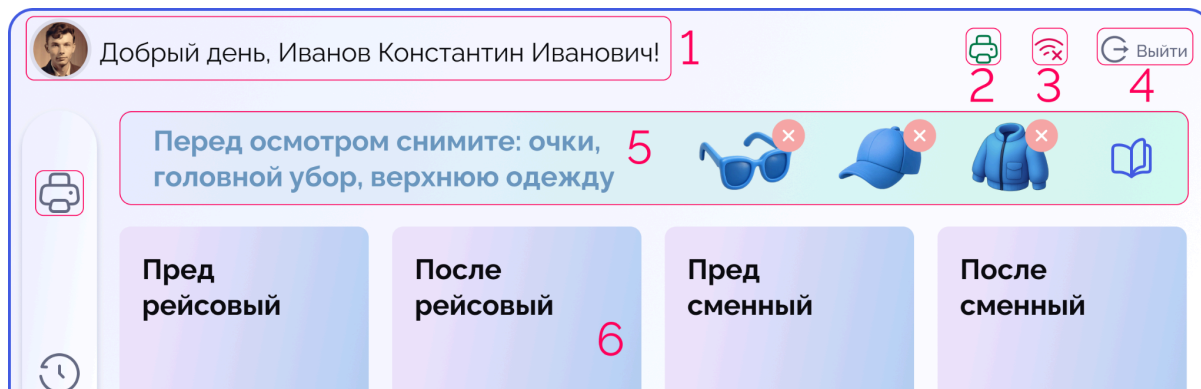 Добрый день, Иванов Константин Иванович!
1
2
3
Выйти
4
Перед осмотром снимите: очки,
головной убор, верхнюю одежду
5
Пред
рейсовый
После
рейсовый
6
Пред
сменный
После
сменный